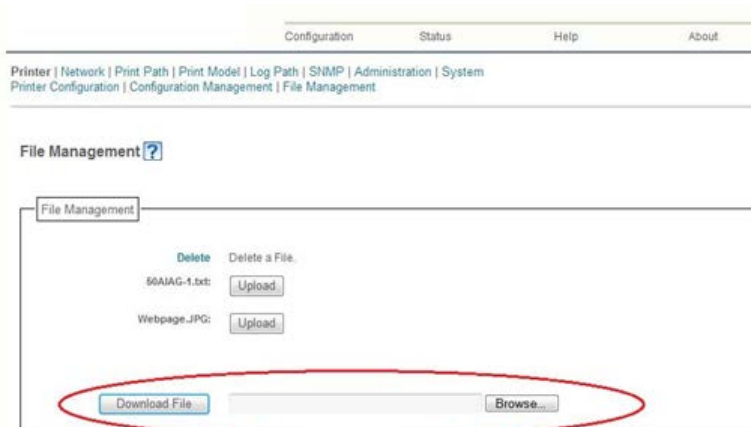 Configuration Status Help About
Printer | Network | Print Path | Print Model | Log Path | SNMP | Administration | System
Printer Configuration | Configuration Management | File Management
File Management ?
File Management
Delete Delete a File.
50AIAG-1.txt: Upload
Webpage.JPG: Upload
Download File Browse...